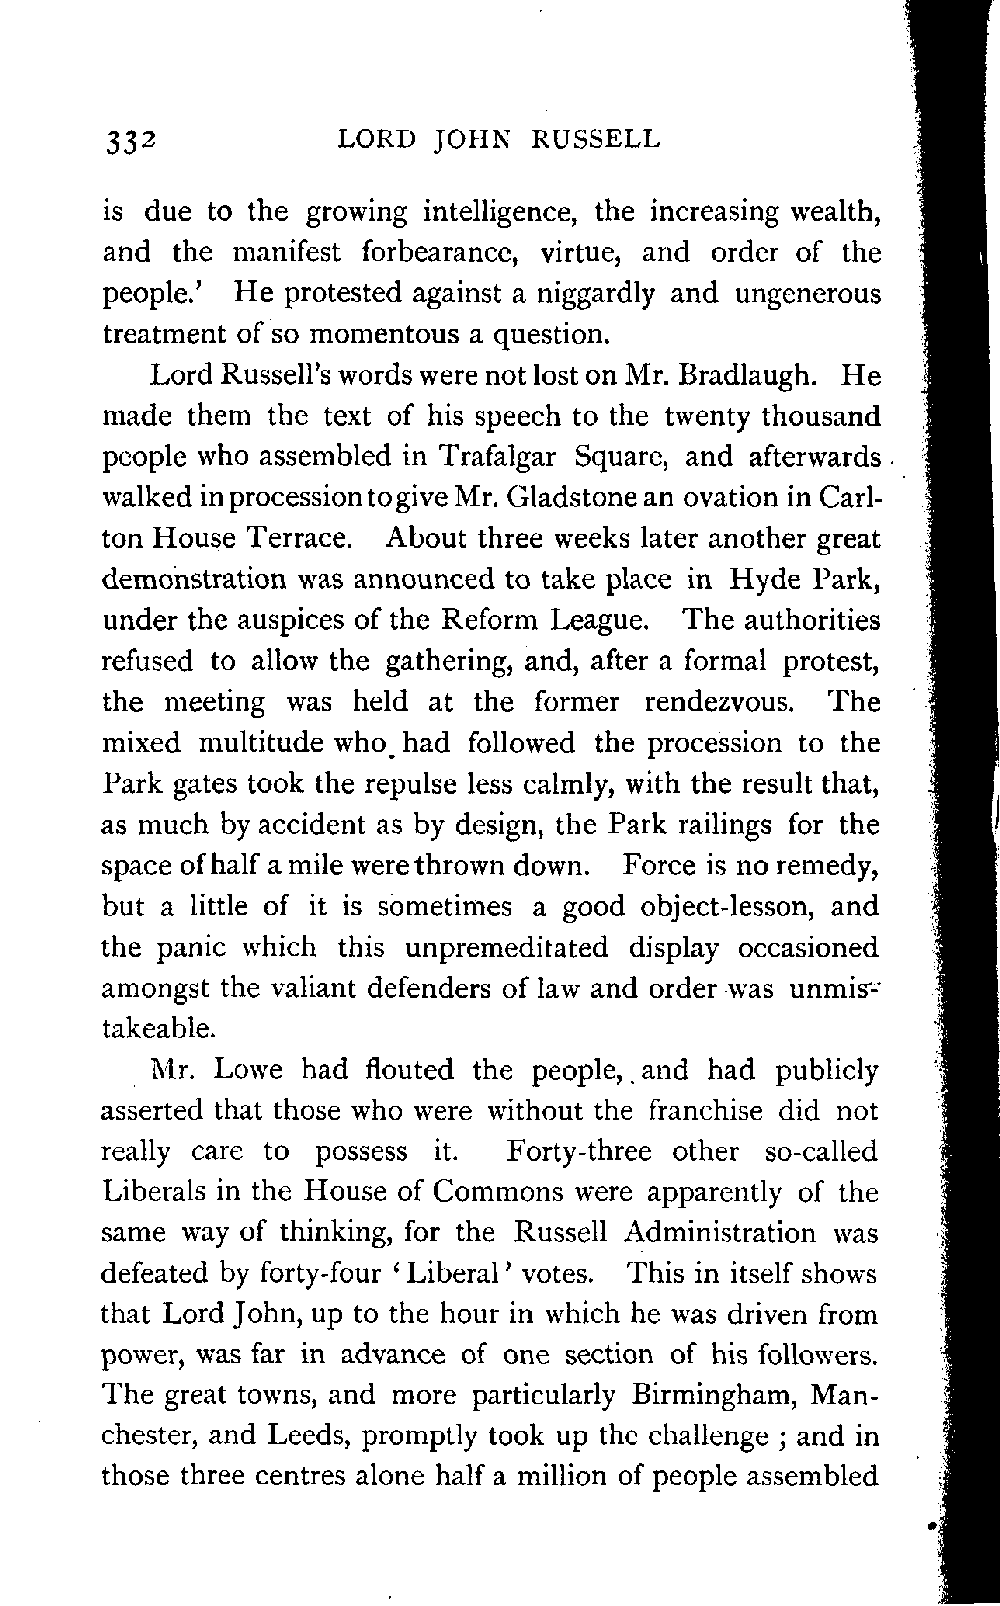 332 LORD JOHN RUSSELL
is due to the growing intelligence, the increasing wealth,
and the manifest forbearance, virtue, and order of the
people.' He protested against a niggardly and ungenerous
treatment of so momentous a question.
Lord Russell's words were not lost on Mr. Bradlaugh. He
made them the text of his speech to the twenty thousand
people who assembled in Trafalgar Square, and afterwards
walked in procession to give Mr. Gladstone an ovation in Carl-
ton House Terrace. About three weeks later another great
demonstration was announced to take place in Hyde Park,
under the auspices of the Reform League. The authorities
refused to allow the gathering, and, after a formal protest,
the meeting was held at the former rendezvous. The
mixed multitude who had followed the procession to the
Park gates took the repulse less calmly, with the result that,
as much by accident as by design, the Park railings for the
space of half a mile were thrown down. Force is no remedy,
but a little of it is sometimes a good object-lesson, and
the panic which this unpremeditated display occasioned
amongst the valiant defenders of law and order was unmis-
takeable.
Mr. Lowe had flouted the people, and had publicly
asserted that those who were without the franchise did not
really care to possess it. Forty-three other so-called
Liberals in the House of Commons were apparently of the
same way of thinking, for the Russell Administration was
defeated by forty-four 'Liberal' votes. This in itself shows
that Lord John, up to the hour in which he was driven from
power, was far in advance of one section of his followers.
The great towns, and more particularly Birmingham, Man-
chester, and Leeds, promptly took up the challenge ; and in
those three centres alone half a million of people assembled